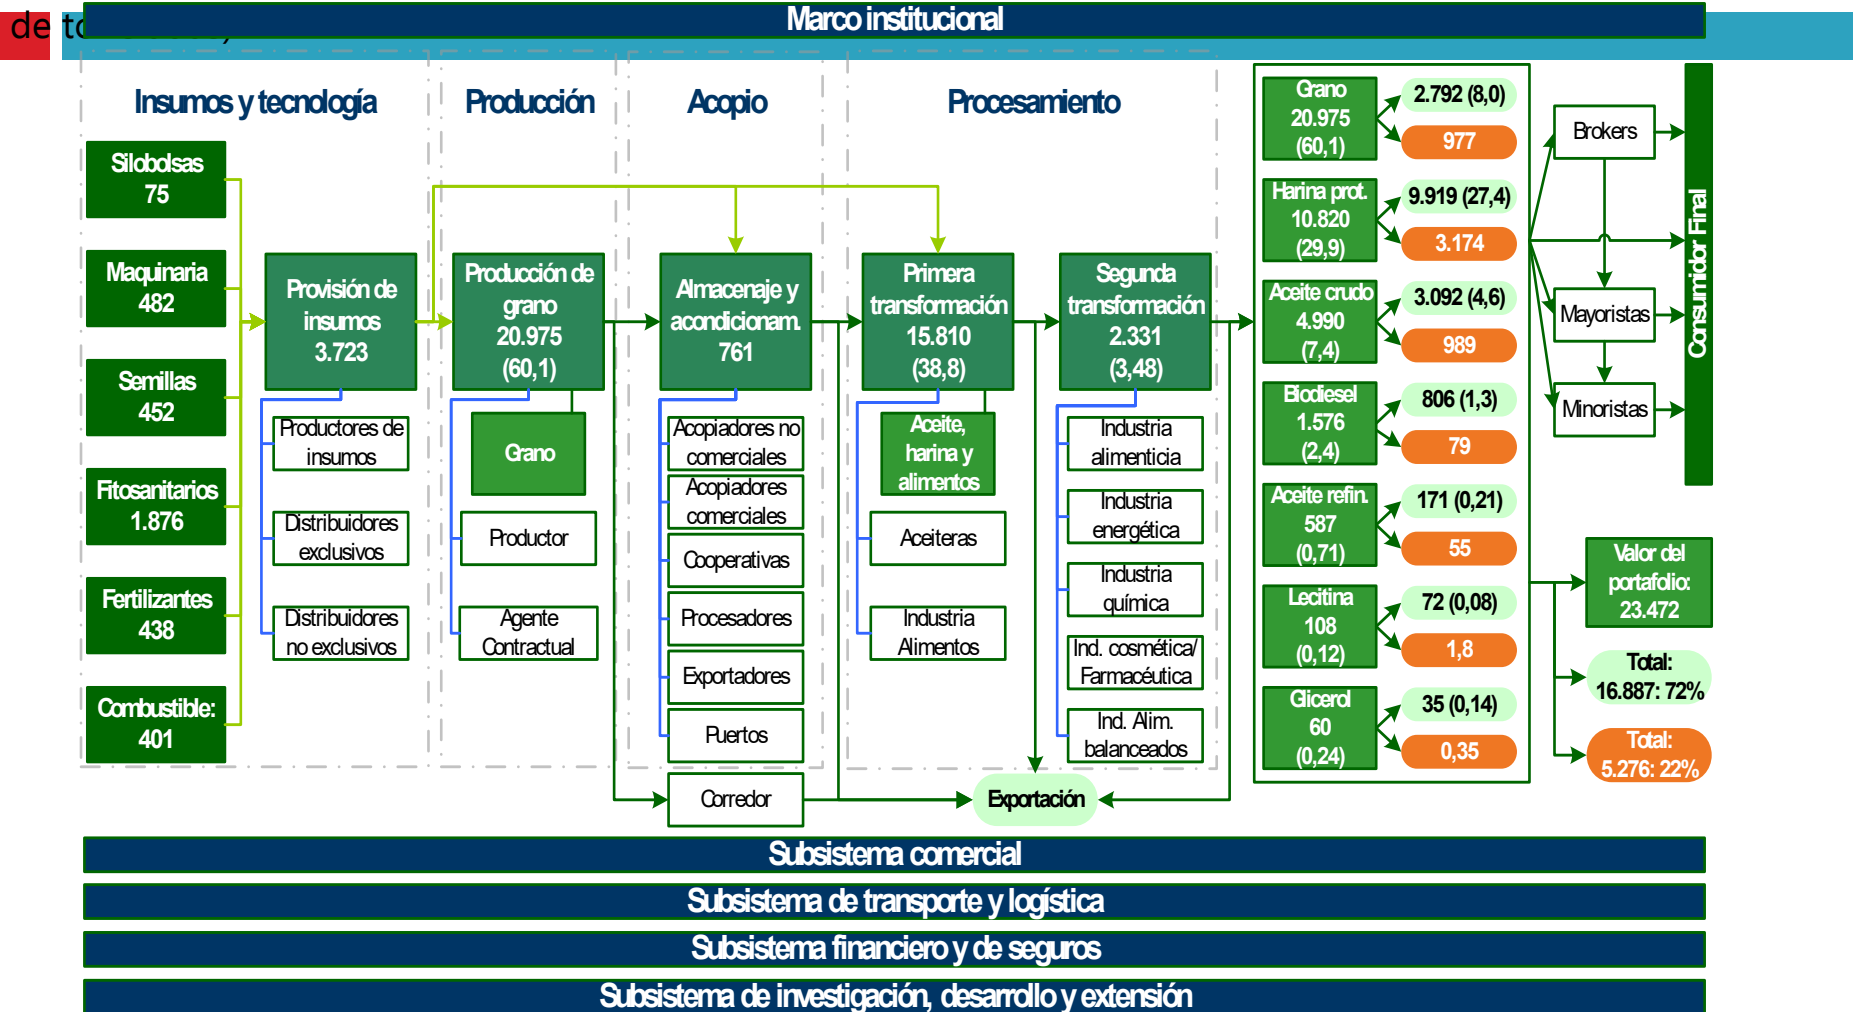 de
Marco institucional
Insumos y tecnología
Producción
Acopio
Procesamiento
Silobolsas
75
Maquinaria
482
Semillas
452
Fitosanitarios
1.876
Fertilizantes
438
Combustible:
401
Provisión de
insumos
3.723
Productores de
insumos
Distribuidores
exclusivos
Distribuidores
no exclusivos
Producción de
grano
20.975
(60,1)
Grano
Productor
Agente
Contractual
Almacenaje y
acondicionam.
761
Acopiadores no
comerciales
Acopiadores
comerciales
Cooperativas
Procesadores
Exportadores
Puertos
Corredor
Primera
transformación
15.810
(38,8)
Aceite,
harina y
alimentos
Aceiteras
Industria
Alimentos
Segunda
transformación
2.331
(3,48)
Industria
alimenticia
Industria
energética
Industria
química
Ind. cosmética/
Farmacéutica
Ind. Alim.
balanceados
Exportación
Grano
20.975
(60,1)
2.792 (8,0)
977
Harina prot.
10.820
(29,9)
9.919 (27,4)
3.174
Aceite crudo
4.990
(7,4)
3.092 (4,6)
989
Biodiesel
1.576
(2,4)
806 (1,3)
79
Aceite refin.
587
(0,71)
171 (0,21)
55
Lecitina
108
(0,12)
72 (0,08)
1,8
Glicerol
60
(0,24)
35 (0,14)
0,35
Brokers
Mayoristas
Minoristas
Consumidor Final
Valor del
portafolio:
23.472
Total:
16.887: 72%
Total:
5.276: 22%
Subsistema comercial
Subsistema de transporte y logística
Subsistema financiero y de seguros
Subsistema de investigación, desarrollo y extensión